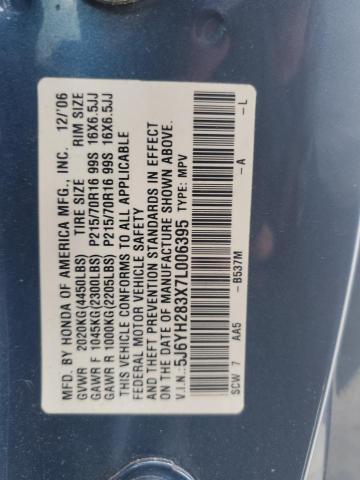 MFD. BY HONDA OF AMERICA MFG., INC. 12/'06
GVWR 2020KG(4450LBS) TIRE SIZE RIM SIZE
GAWR F 1045KG(2300LBS) P215/70R16 99S 16X6.5JJ
GAWR R 1000KG(2205LBS) P215/70R16 99S 16X6.5JJ
THIS VEHICLE CONFORMS TO ALL APPLICABLE
FEDERAL MOTOR VEHICLE SAFETY
AND THEFT PREVENTION STANDARDS IN EFFECT
ON THE DATE OF MANUFACTURE SHOWN ABOVE.
V.I.N.: 5J6YH283X7L006395 TYPE: MPV
SCW 7 AA5 - B537M -A -L